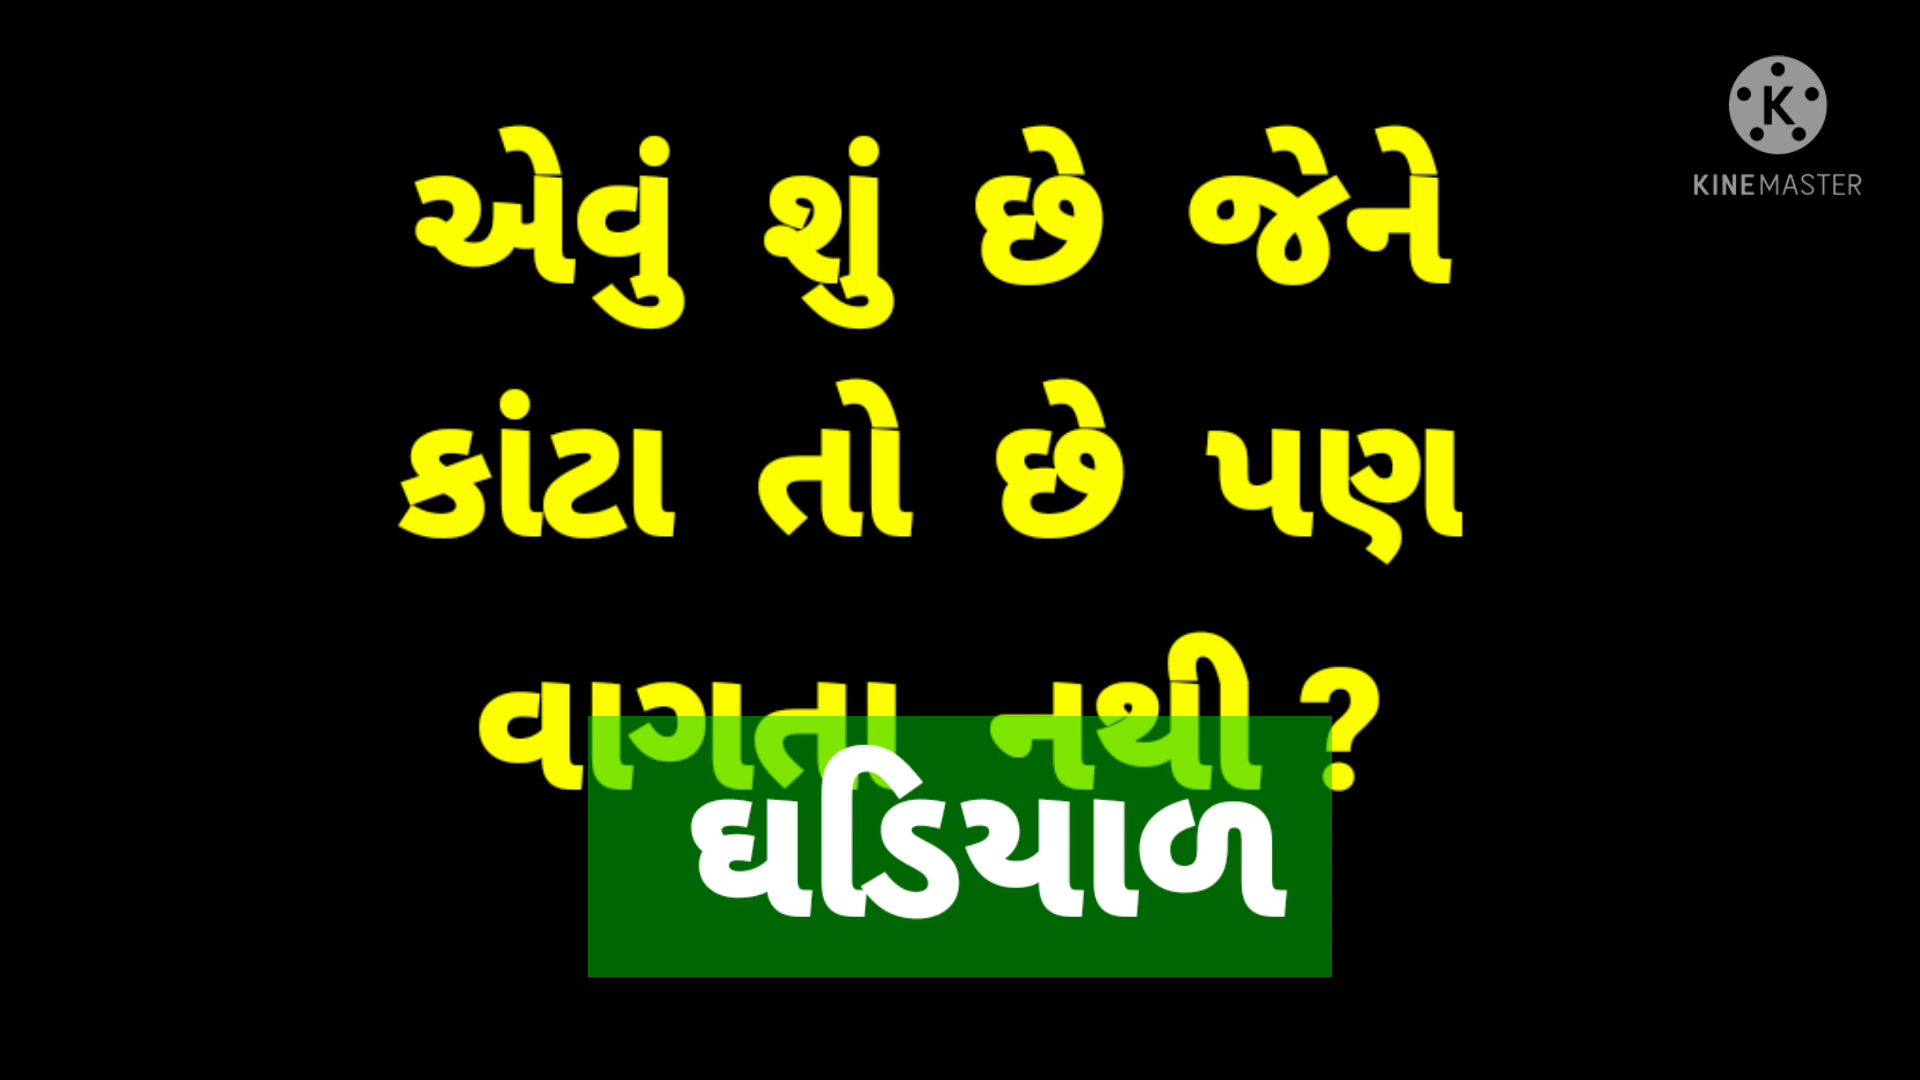 KINEMASTER
એવું શું છે જેને
કાંટા તો છે પણ
વાગતા નથી ?
ઘડિયાળ